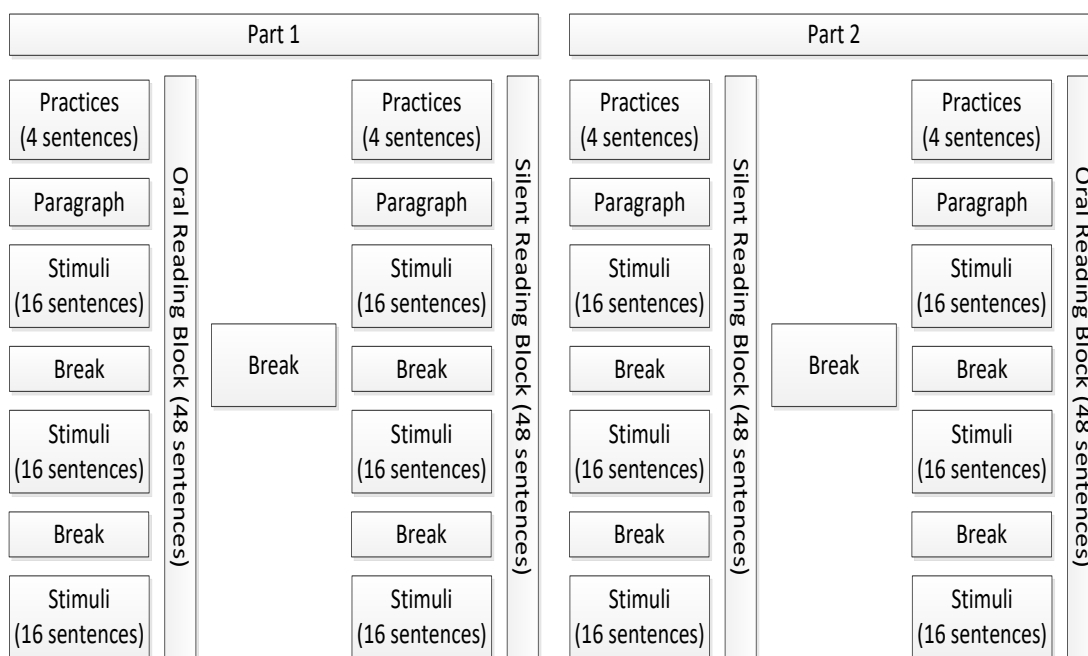 Part 1
Practices
(4 sentences)
Paragraph
Stimuli
(16 sentences)
Break
Stimuli
(16 sentences)
Break
Stimuli
(16 sentences)
Oral Reading Block (48 sentences)
Break
Practices
(4 sentences)
Paragraph
Stimuli
(16 sentences)
Break
Stimuli
(16 sentences)
Break
Stimuli
(16 sentences)
Silent Reading Block (48 sentences)
Part 2
Practices
(4 sentences)
Paragraph
Stimuli
(16 sentences)
Break
Stimuli
(16 sentences)
Break
Stimuli
(16 sentences)
Silent Reading Block (48 sentences)
Break
Practices
(4 sentences)
Paragraph
Stimuli
(16 sentences)
Break
Stimuli
(16 sentences)
Break
Stimuli
(16 sentences)
Oral Reading Block (48 sentences)